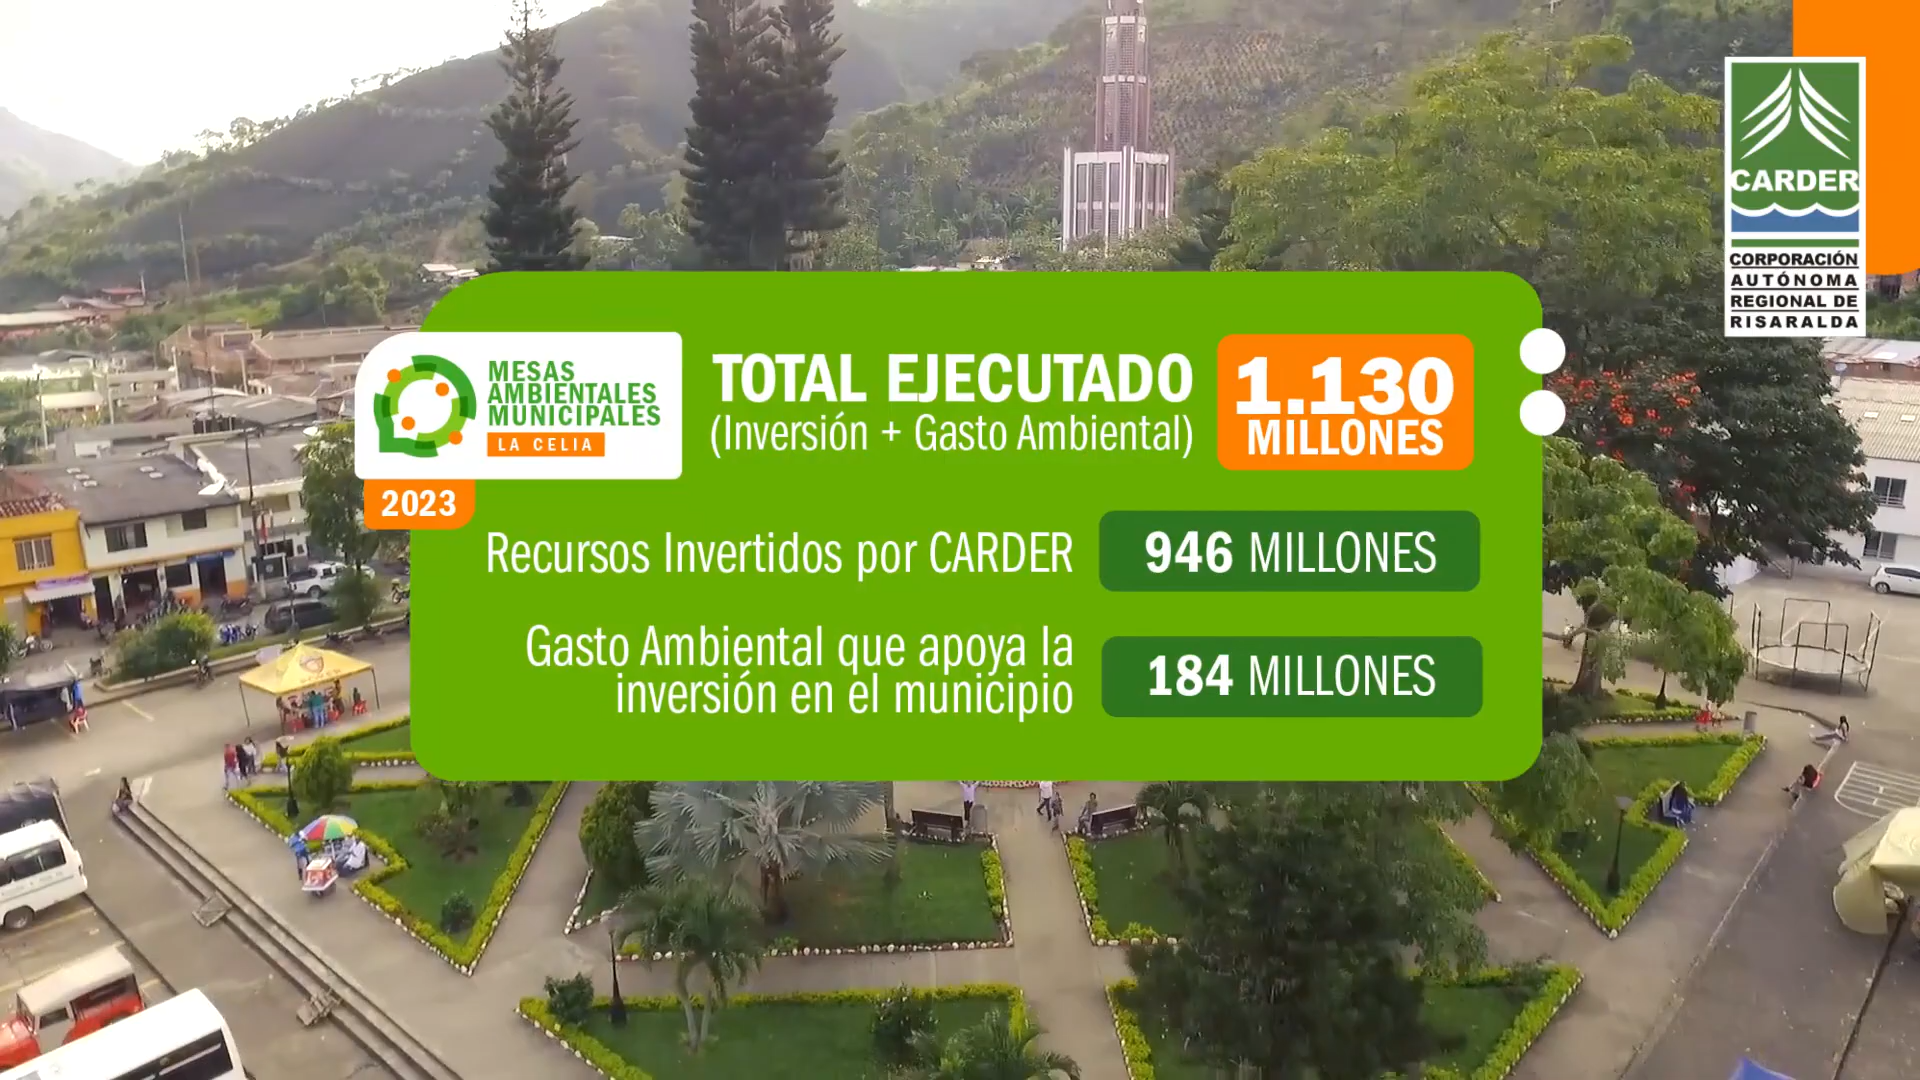 CARDER
CORPORACIÓN
AUTÓNOMA
REGIONAL DE
RISARALDA
MESAS
AMBIENTALES
MUNICIPALES
LA CELIA
2023
TOTAL EJECUTADO
(Inversión + Gasto Ambiental)
1.130
MILLONES
Recursos Invertidos por CARDER
946 MILLONES
Gasto Ambiental que apoya la
inversión en el municipio
184 MILLONES